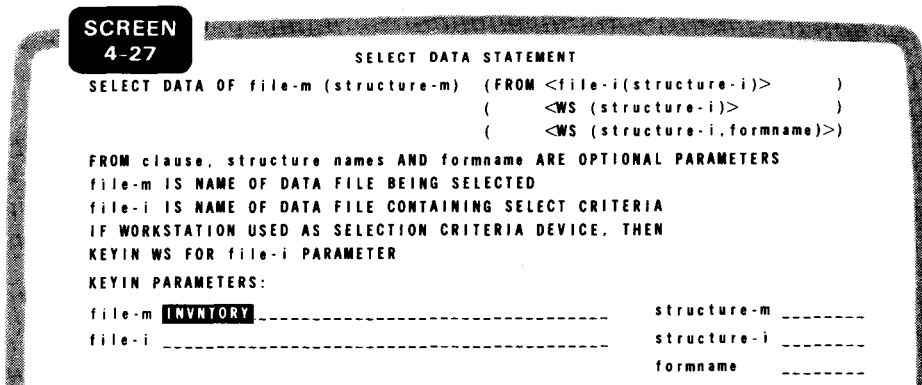 SCREEN
4-27
SELECT DATA STATEMENT
SELECT DATA OF file-m (structure-m) (FROM <file-i(structure-i)> )
( <WS (structure-i)> )
( <WS (structure-i,formname)>)
FROM clause, structure names AND formname ARE OPTIONAL PARAMETERS
file-m IS NAME OF DATA FILE BEING SELECTED
file-i IS NAME OF DATA FILE CONTAINING SELECT CRITERIA
IF WORKSTATION USED AS SELECTION CRITERIA DEVICE, THEN
KEYIN WS FOR file-i PARAMETER
KEYIN PARAMETERS:
file-m INVNTORY structure-m
file-i structure-i
formname